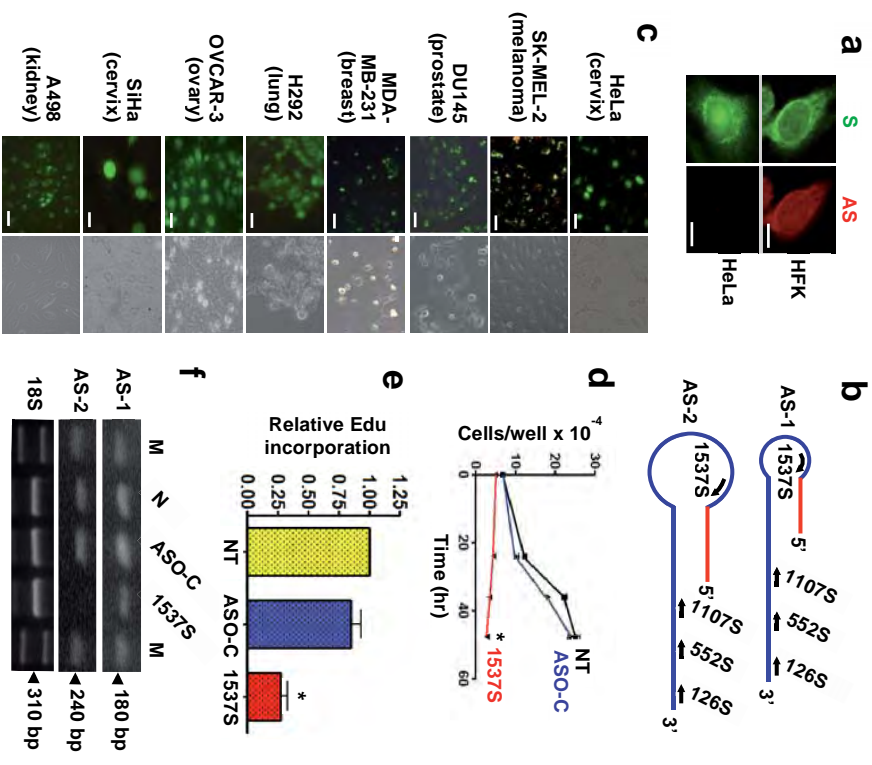 a
S
AS
HFK
HeLa
b
AS-1
1537S
5'
1107S
552S
126S
3'
AS-2
1537S
5'
1107S
552S
126S
3'
c
HeLa
(cervix)
SK-MEL-2
(melanoma)
DU145
(prostate)
MDA-
MB-231
(breast)
H292
(lung)
OVCAR-3
(ovary)
SiHa
(cervix)
A498
(kidney)
d
Cells/well x 10⁻⁴
30
20
10
0
0
20
40
60
Time (hr)
NT
ASO-C
1537S
*
e
Relative Edu
incorporation
1.25
1.00
0.75
0.50
0.25
0.00
NT
ASO-C
1537S
*
f
M
N
ASO-C
1537S
M
AS-1
180 bp
AS-2
240 bp
18S
310 bp